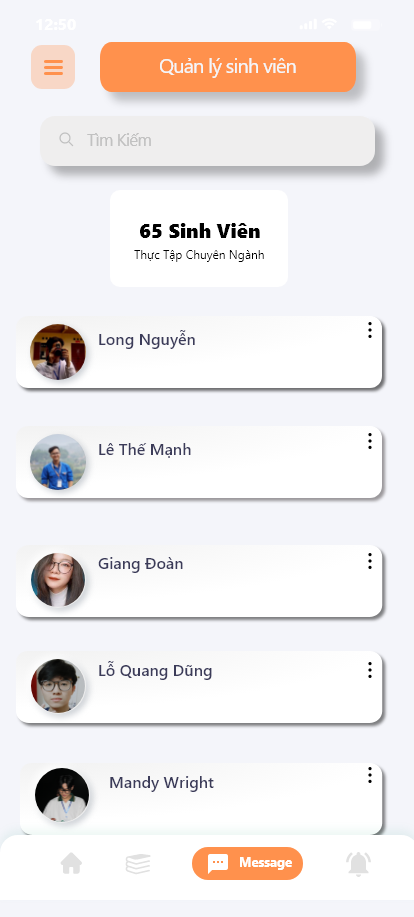 12:50
Quản lý sinh viên
Tìm Kiếm
65 Sinh Viên
Thực Tập Chuyên Ngành
Long Nguyễn
Lê Thế Mạnh
Giang Đoàn
Lỗ Quang Dũng
Mandy Wright
Message